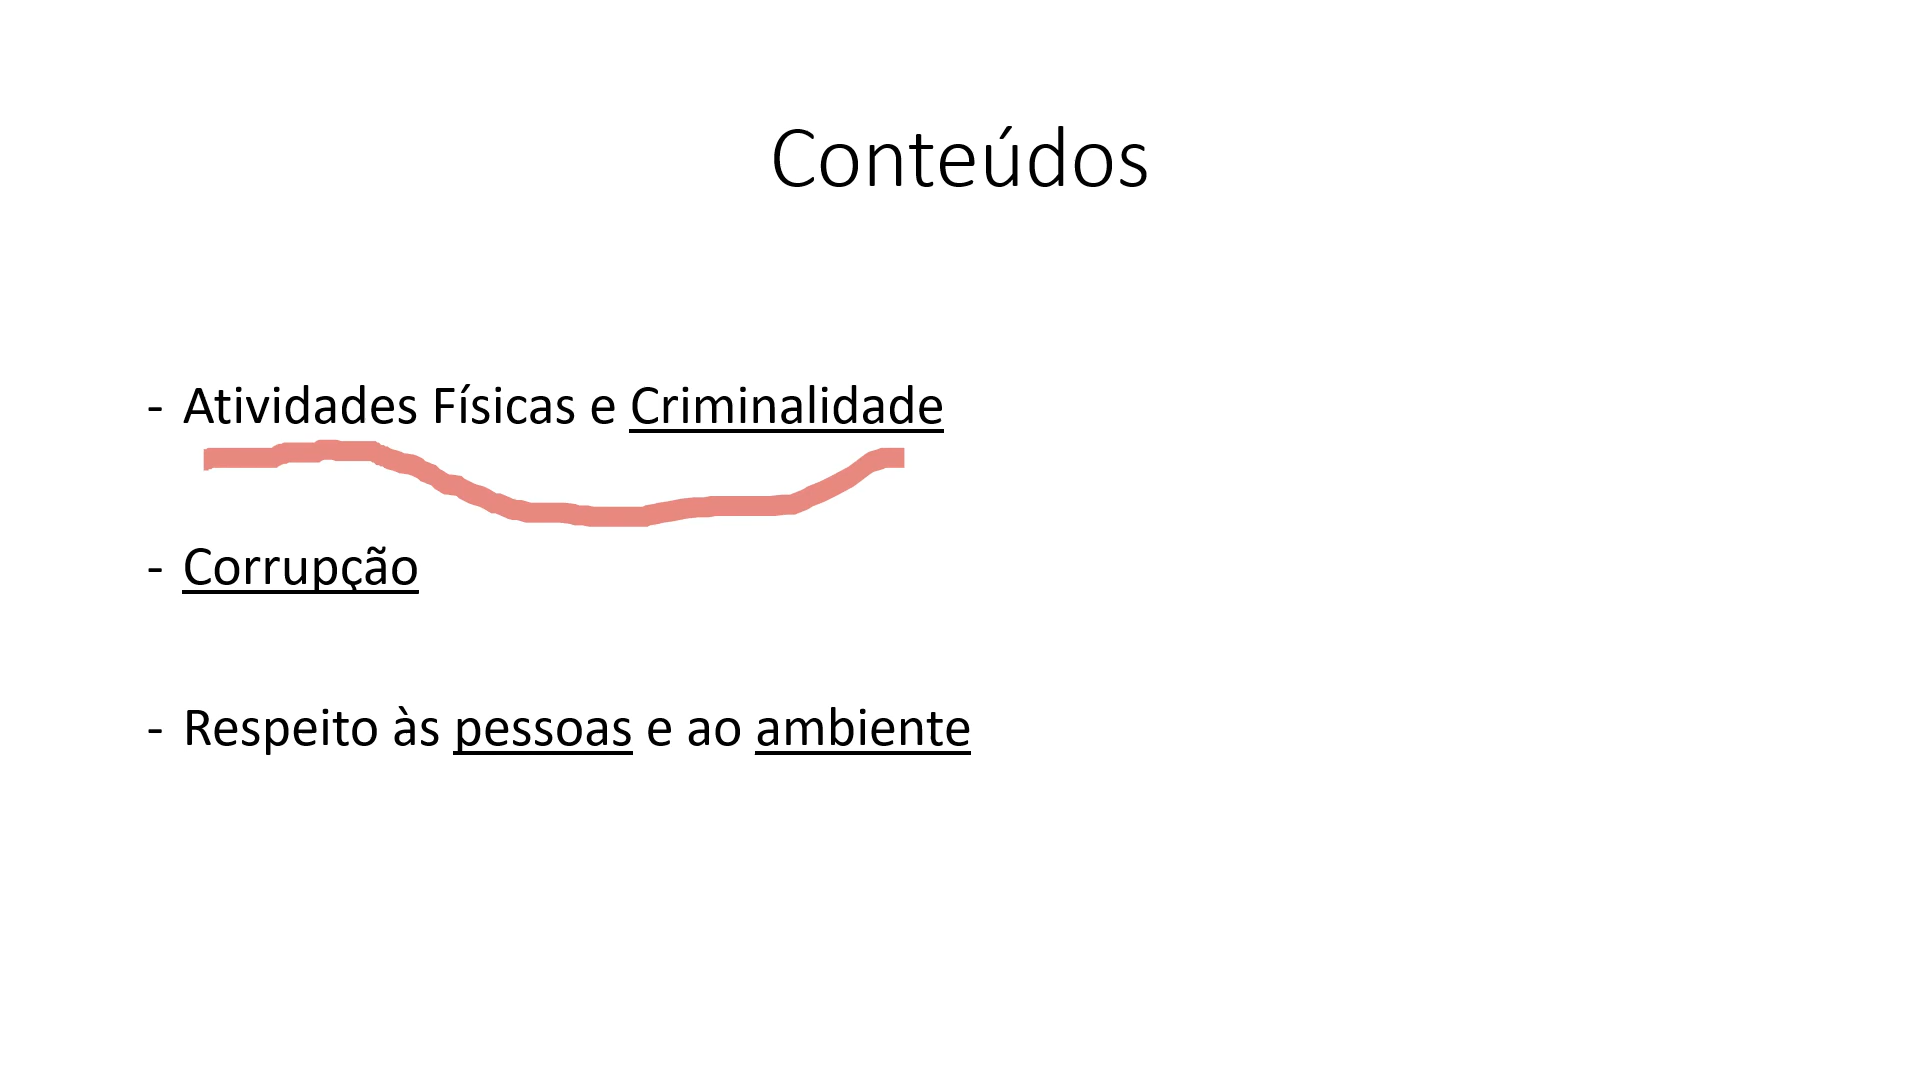 Conteúdos
- Atividades Físicas e Criminalidade
- Corrupção
- Respeito às pessoas e ao ambiente